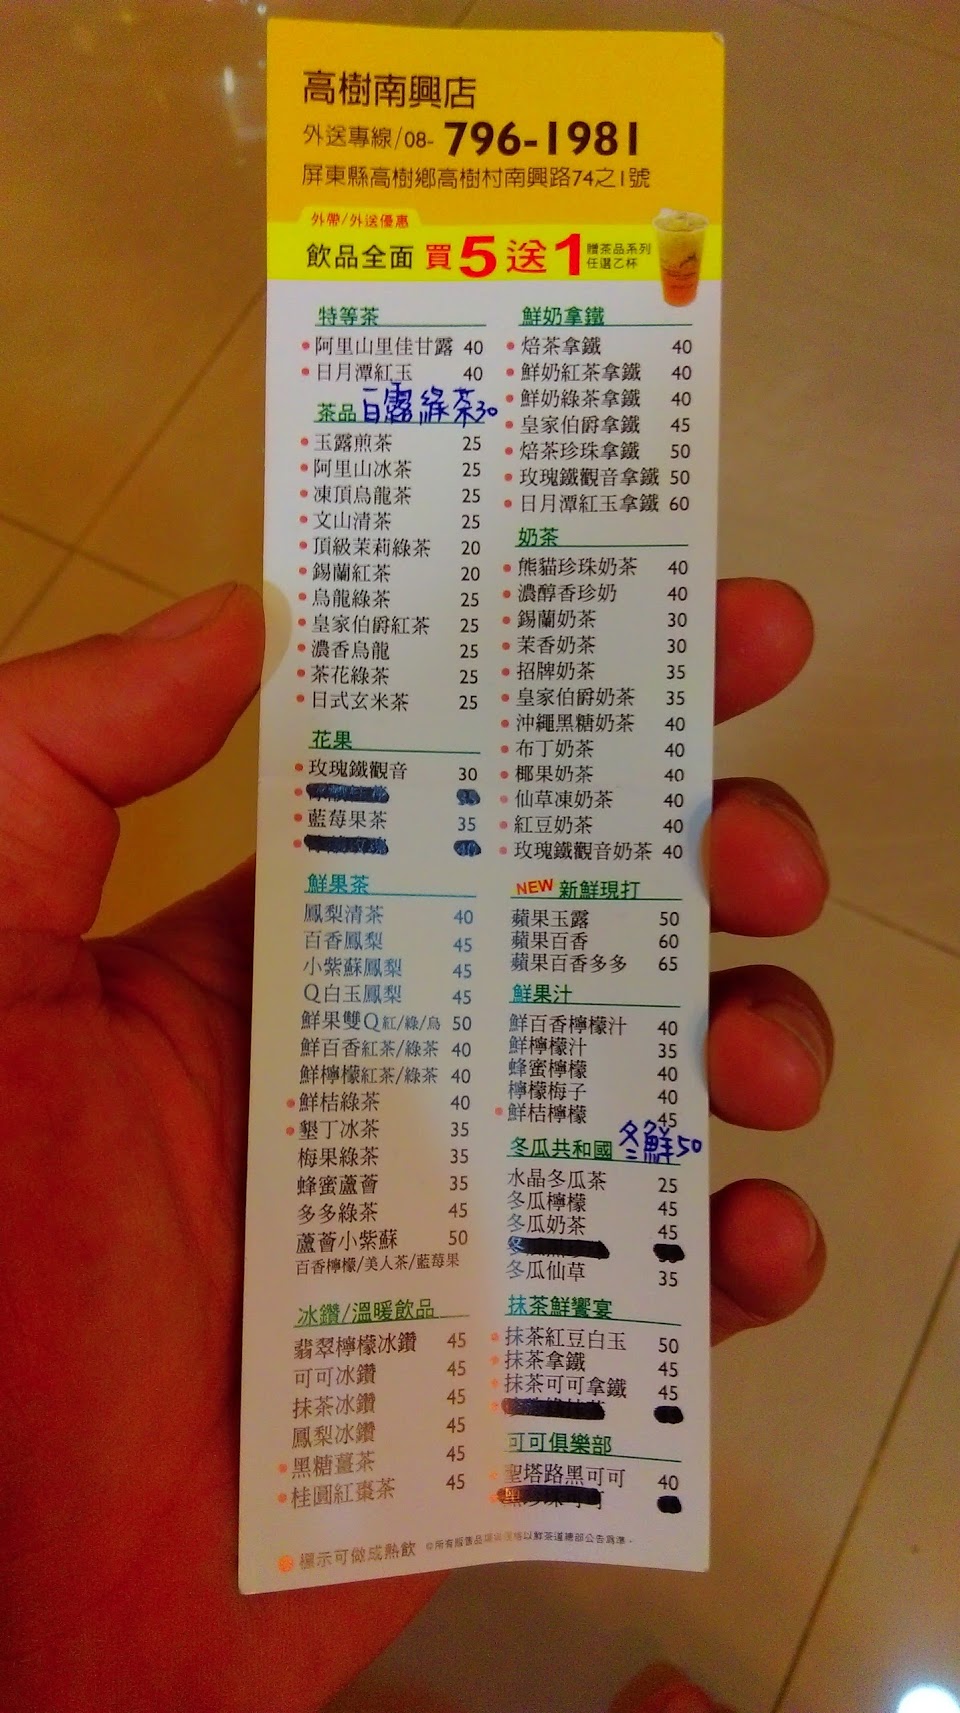 高樹南興店
外送專線/08- 796-1981
屏東縣高樹鄉高樹村南興路74之1號
外帶/外送優惠
飲品全面 買5送1 贈茶品系列
任選乙杯
特等茶
阿里山里佳甘露 40
日月潭紅玉 40
茶品 白露綠茶30
玉露煎茶 25
阿里山冰茶 25
凍頂烏龍茶 25
文山清茶 25
頂級茉莉綠茶 20
錫蘭紅茶 20
烏龍綠茶 25
皇家伯爵紅茶 25
濃香烏龍 25
茶花綠茶 25
日式玄米茶 25
花果
玫瑰鐵觀音 30
藍莓果茶 35
鮮果茶
鳳梨清茶 40
百香鳳梨 45
小紫蘇鳳梨 45
Q白玉鳳梨 45
鮮果雙Q紅/綠/烏 50
鮮百香紅茶/綠茶 40
鮮檸檬紅茶/綠茶 40
鮮桔綠茶 40
墾丁冰茶 35
梅果綠茶 35
蜂蜜蘆薈 35
多多綠茶 45
蘆薈小紫蘇 50
百香檸檬/美人茶/藍莓果
冰鑽/溫暖飲品
翡翠檸檬冰鑽 45
可可冰鑽 45
抹茶冰鑽 45
鳳梨冰鑽 45
黑糖薑茶 45
桂圓紅棗茶 45
鮮奶拿鐵
焙茶拿鐵 40
鮮奶紅茶拿鐵 40
鮮奶綠茶拿鐵 40
皇家伯爵拿鐵 45
焙茶珍珠拿鐵 50
玫瑰鐵觀音拿鐵 50
日月潭紅玉拿鐵 60
奶茶
熊貓珍珠奶茶 40
濃醇香珍奶 40
錫蘭奶茶 30
茉香奶茶 30
招牌奶茶 35
皇家伯爵奶茶 35
沖繩黑糖奶茶 40
布丁奶茶 40
椰果奶茶 40
仙草凍奶茶 40
紅豆奶茶 40
玫瑰鐵觀音奶茶 40
NEW 新鮮現打
蘋果玉露 50
蘋果百香 60
蘋果百香多多 65
鮮果汁
鮮百香檸檬汁 40
鮮檸檬汁 35
蜂蜜檸檬 40
檸檬梅子 40
鮮桔檸檬 45
冬瓜共和國 冬鮮50
水晶冬瓜茶 25
冬瓜檸檬 45
冬瓜奶茶 45
冬瓜仙草 35
抹茶鮮饗宴
抹茶紅豆白玉 50
抹茶拿鐵 45
抹茶可可拿鐵 45
可可俱樂部
聖塔路黑可可 40
標示可做成熱飲 ◎所有販售品項與價格以鮮茶道總部公告為準。